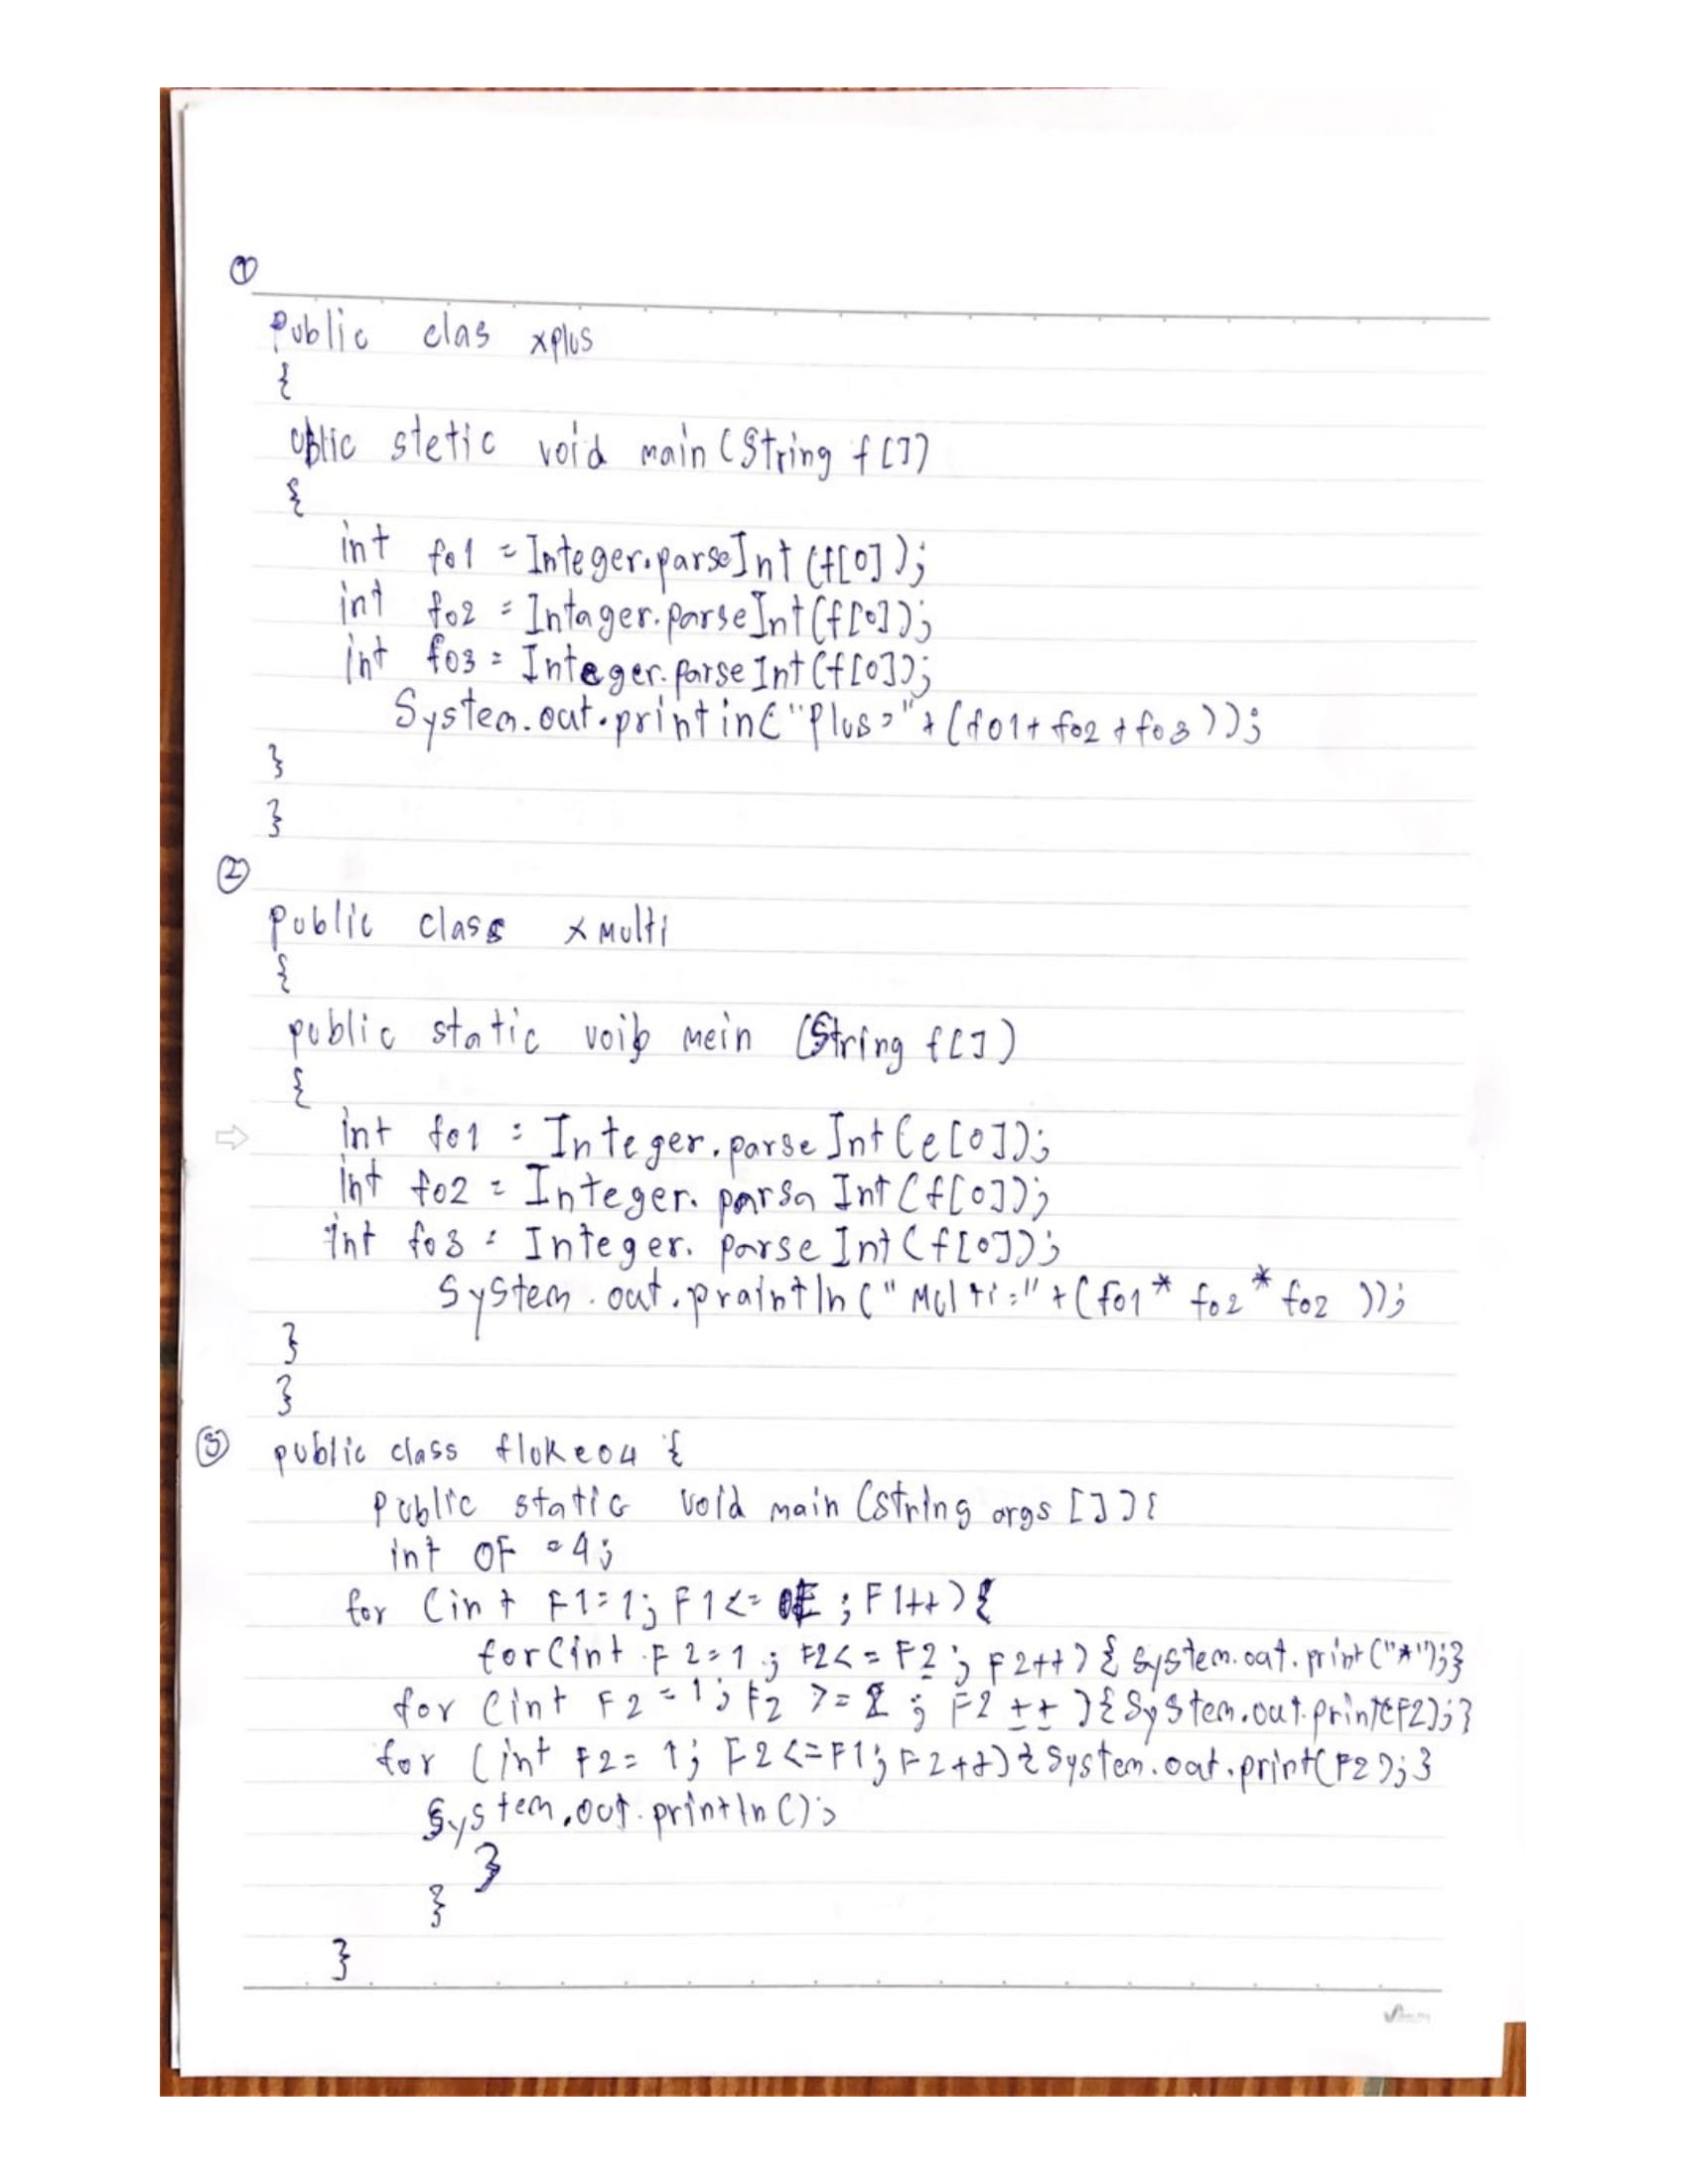 ①
public clas xplus
{
ublic stetic void main (String f[])
{
int fo1 = Integer.parseInt (f[0]);
int fo2 = Intager.parseInt(f[0]);
int fo3 = Integer.parseInt(f[0]);
System.out.printin("Plus="+(fo1+fo2+fo3));
}
}
②
public class xMulti
{
public static voib mein (String f[])
{
int fo1 = Integer.parseInt(e[0]);
int fo2 = Integer.parsaInt(f[0]);
int fo3 = Integer.parseInt(f[0]);
System.out.praintln("Multi="+(fo1*fo2*fo2));
}
}
③ public class floke04 {
public static void main (string args[]){
int OF = 4;
for (int F1=1; F1<= OF ; F1++) {
for(int F2=1 ; F2<=F2 ; F2++) { System.oat.print("*");}
for (int F2=1; F2 >= ; F2++){System.out.print(F2);}
for (int F2= 1; F2<=F1; F2++){System.oat.print(F2);}
System.out.println();
}
}
}